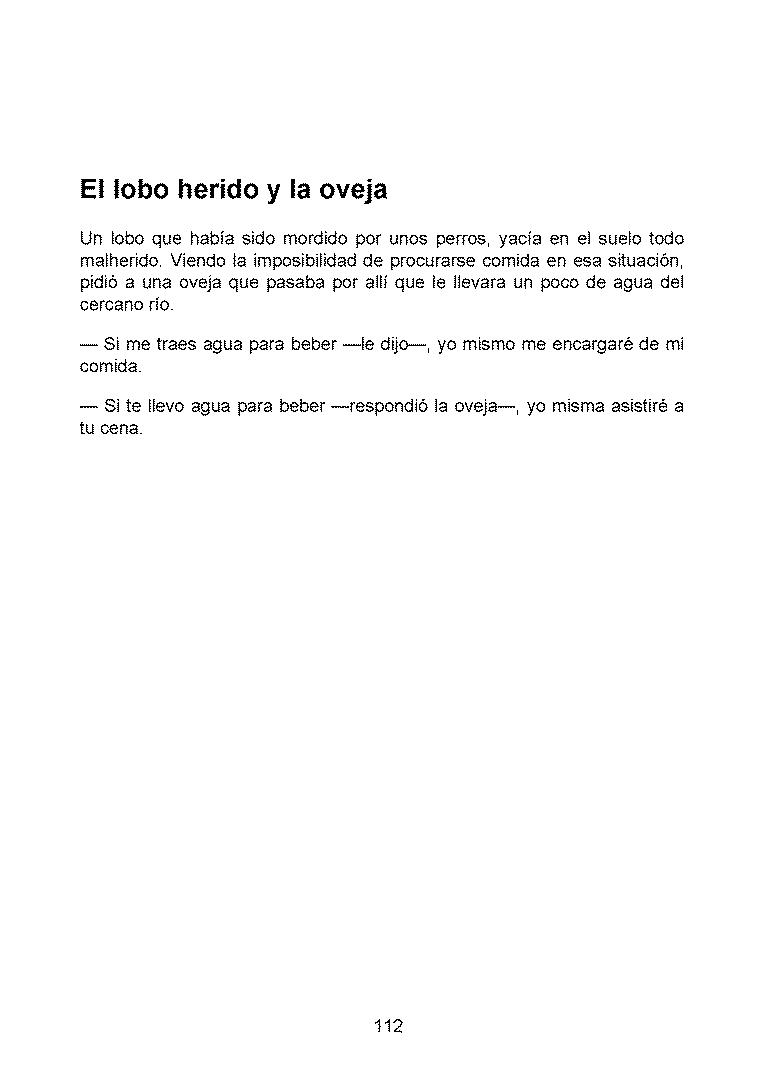 El lobo herido y la oveja
Un lobo que había sido mordido por unos perros, yacía en el suelo todo
malherido. Viendo la imposibilidad de procurarse comida en esa situación,
pidió a una oveja que pasaba por allí que le llevara un poco de agua del
cercano río.
— Si me traes agua para beber —le dijo—, yo mismo me encargaré de mi
comida.
— Si te llevo agua para beber —respondió la oveja—, yo misma asistiré a
tu cena.
112